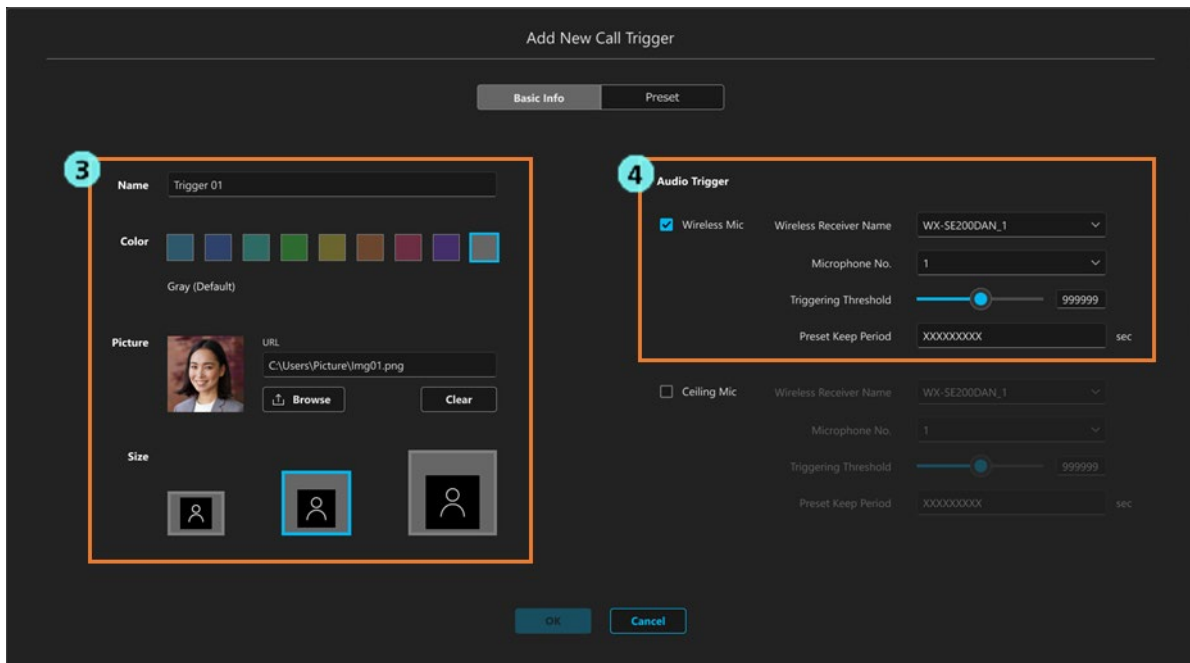 Add New Call Trigger
Basic Info Preset
3
Name Trigger 01
Color
Gray (Default)
Picture URL
C:\Users\Picture\Img01.png
Browse Clear
Size
4
Audio Trigger
Wireless Mic Wireless Receiver Name WX-SE200DAN_1
Microphone No. 1
Triggering Threshold 999999
Preset Keep Period XXXXXXXXX sec
Ceiling Mic Wireless Receiver Name WX-SE200DAN_1
Microphone No. 1
Triggering Threshold 999999
Preset Keep Period XXXXXXXXX sec
OK Cancel